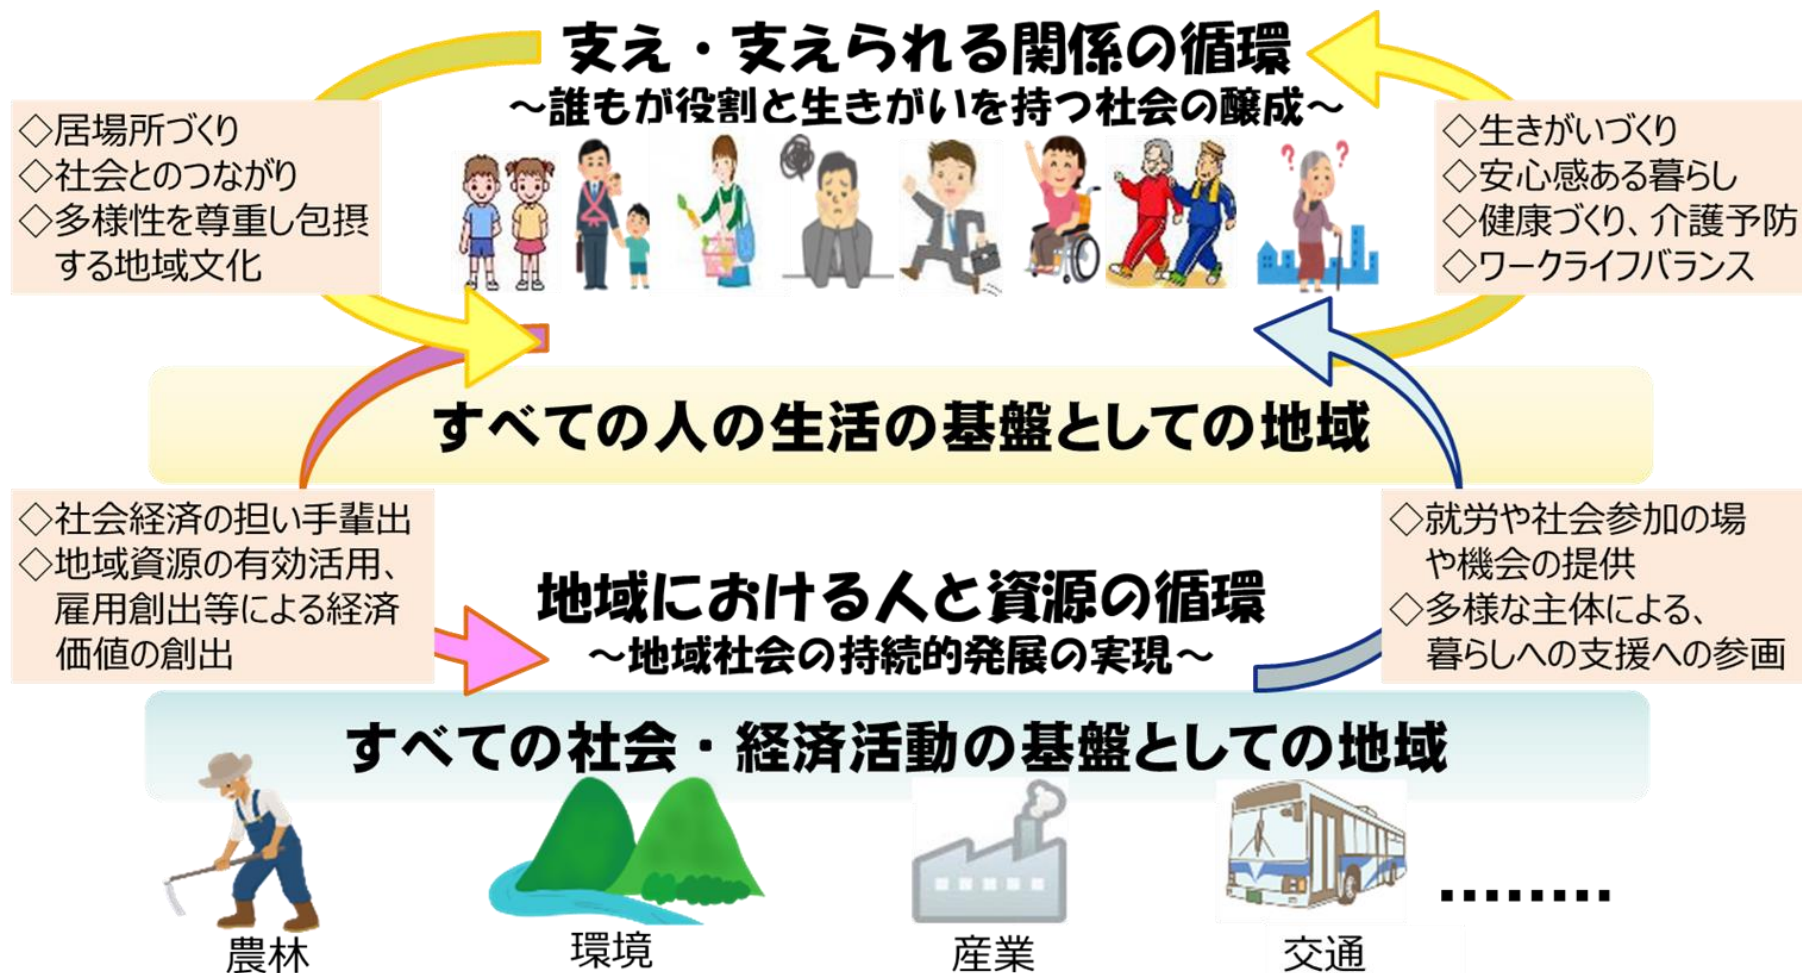 支え・支えられる関係の循環
～誰もが役割と生きがいを持つ社会の醸成～
◇居場所づくり
◇社会とのつながり
◇多様性を尊重し包摂
する地域文化
◇生きがいづくり
◇安心感ある暮らし
◇健康づくり、介護予防
◇ワークライフバランス
??
すべての人の生活の基盤としての地域
◇社会経済の担い手輩出
◇地域資源の有効活用、
雇用創出等による経済
価値の創出
地域における人と資源の循環
～地域社会の持続的発展の実現～
◇就労や社会参加の場
や機会の提供
◇多様な主体による、
暮らしへの支援への参画
すべての社会・経済活動の基盤としての地域
農林
環境
産業
交通
‥‥‥‥